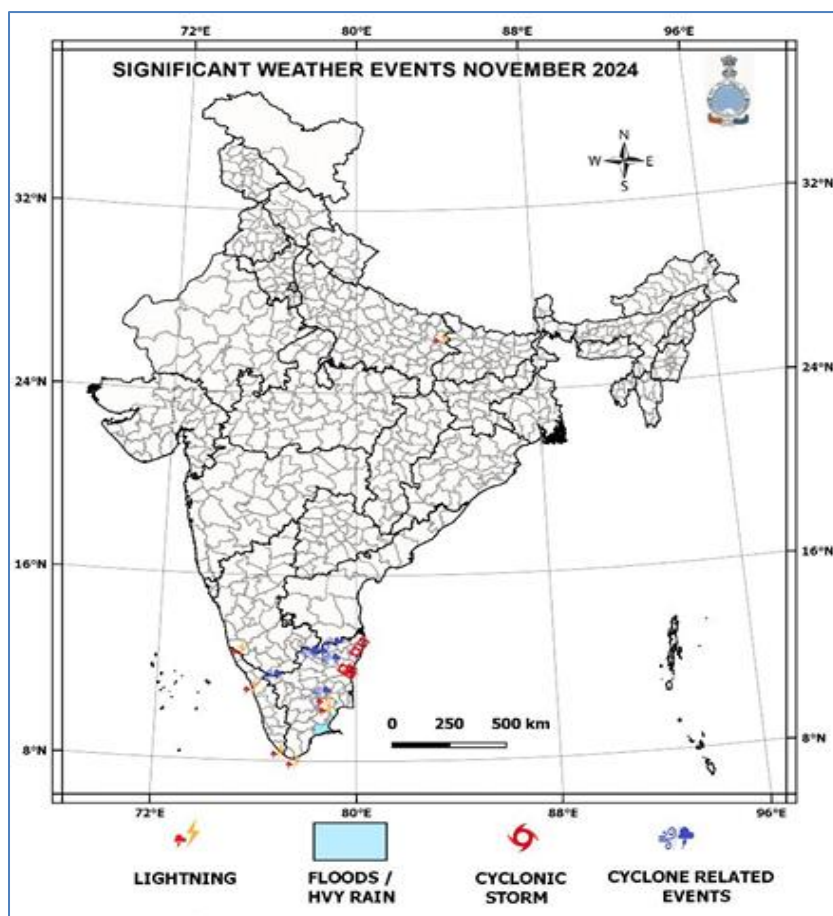 72°E 80°E 88°E 96°E
SIGNIFICANT WEATHER EVENTS NOVEMBER 2024
N
W E
S
32°N 32°N
24°N 24°N
16°N 16°N
0 250 500 km
8°N 8°N
72°E 80°E 88°E 96°E
LIGHTNING
FLOODS /
HVY RAIN
CYCLONIC
STORM
CYCLONE RELATED
EVENTS